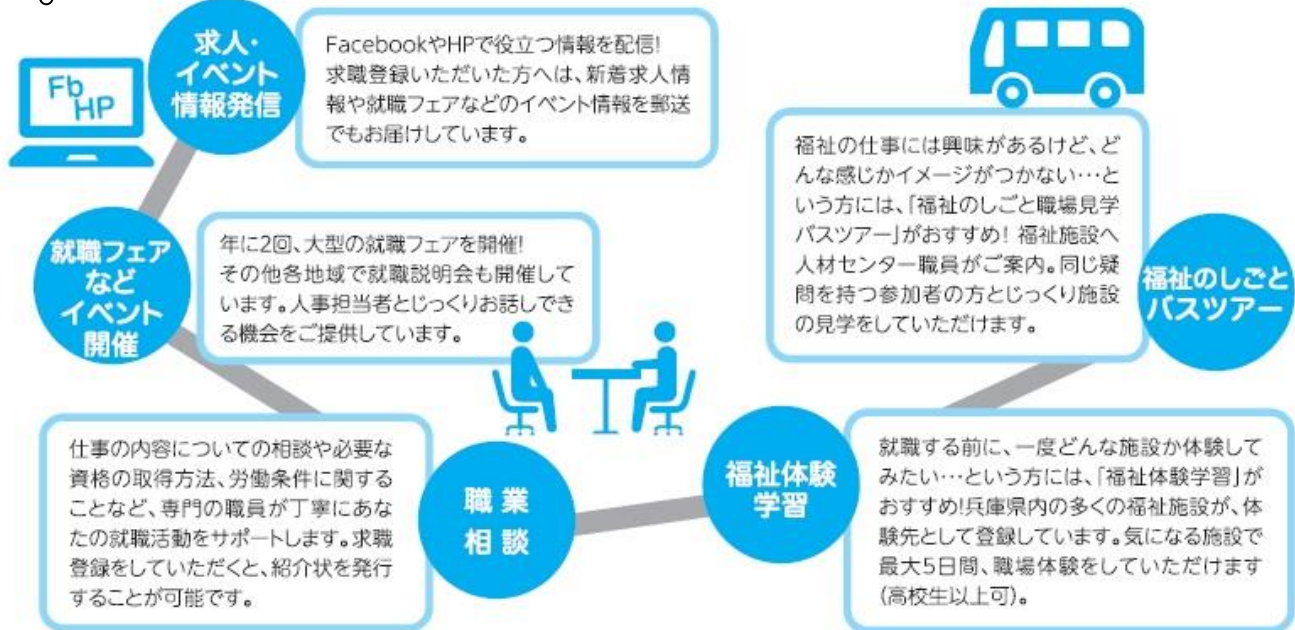 求人・
イベント
情報発信
Fb
HP
FacebookやHPで役立つ情報を配信!
求職登録いただいた方へは、新着求人情
報や就職フェアなどのイベント情報を郵送
でもお届けしています。
就職フェア
など
イベント
開催
年に2回、大型の就職フェアを開催!
その他各地域で就職説明会も開催して
います。人事担当者とじっくりお話しでき
る機会をご提供しています。
仕事の内容についての相談や必要な
資格の取得方法、労働条件に関する
ことなど、専門の職員が丁寧にあな
たの就職活動をサポートします。求職
登録をしていただくと、紹介状を発行
することが可能です。
職業
相談
福祉体験
学習
就職する前に、一度どんな施設か体験して
みたい…という方には、「福祉体験学習」が
おすすめ!兵庫県内の多くの福祉施設が、体
験先として登録しています。気になる施設で
最大5日間、職場体験をしていただけます
(高校生以上可)。
福祉の仕事には興味があるけど、ど
んな感じかイメージがつかない…と
いう方には、「福祉のしごと職場見学
バスツアー」がおすすめ! 福祉施設へ
人材センター職員がご案内。同じ疑
問を持つ参加者の方とじっくり施設
の見学をしていただけます。
福祉のしごと
バスツアー